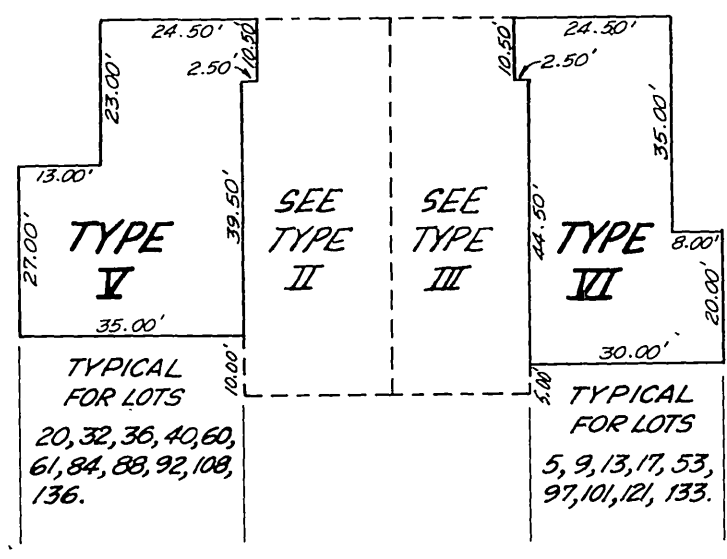 24.50'
10.50'
2.50'
23.00'
13.00'
27.00'
39.50'
TYPE
V
35.00'
10.00'
TYPICAL
FOR LOTS
20, 32, 36, 40, 60,
61, 84, 88, 92, 108,
136.
SEE
TYPE
II
SEE
TYPE
III
24.50'
10.50'
2.50'
35.00'
44.50'
TYPE
VI
8.00'
20.00'
30.00'
5.00'
TYPICAL
FOR LOTS
5, 9, 13, 17, 53,
97, 101, 121, 133.